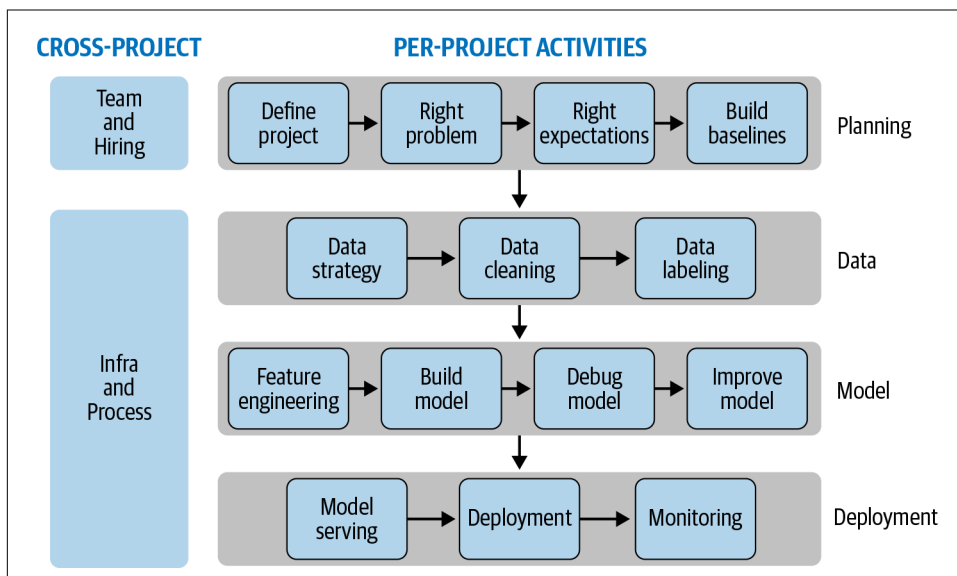 CROSS-PROJECT
PER-PROJECT ACTIVITIES
Team
and
Hiring
Define
project
Right
problem
Right
expectations
Build
baselines
Planning
Infra
and
Process
Data
strategy
Data
cleaning
Data
labeling
Data
Feature
engineering
Build
model
Debug
model
Improve
model
Model
Model
serving
Deployment
Monitoring
Deployment